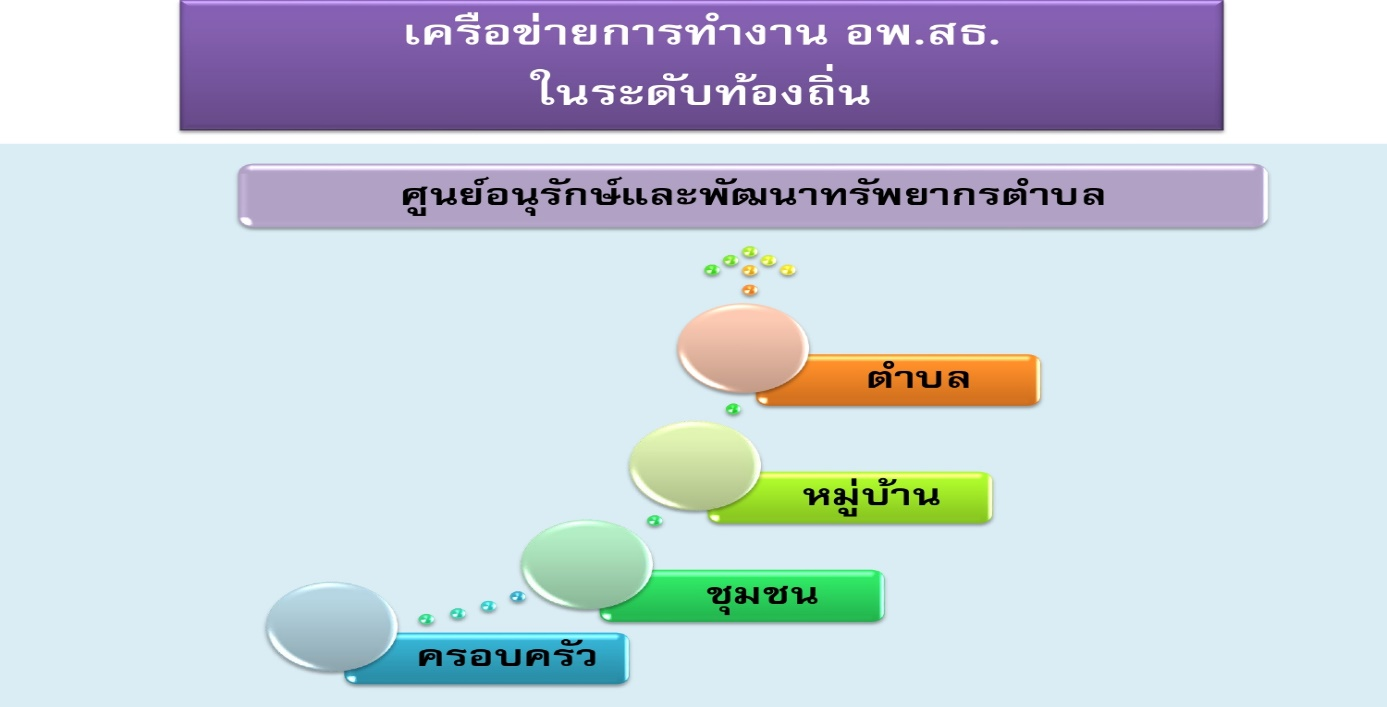 เครือข่ายการทำงาน อพ.สธ.
ในระดับท้องถิ่น
ศูนย์อนุรักษ์และพัฒนาทรัพยากรตำบล
ตำบล
หมู่บ้าน
ชุมชน
ครอบครัว